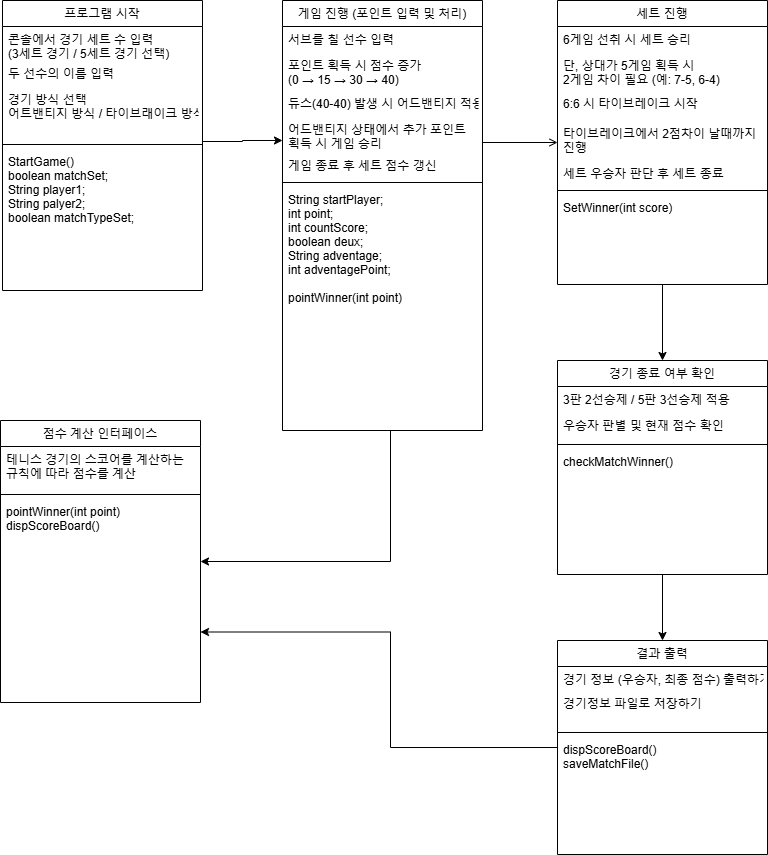 프로그램 시작
콘솔에서 경기 세트 수 입력
(3세트 경기 / 5세트 경기 선택)
두 선수의 이름 입력
경기 방식 선택
어트밴티지 방식 / 타이브래이크 방식
StartGame()
boolean matchSet;
String player1;
String palyer2;
boolean matchTypeSet;
게임 진행 (포인트 입력 및 처리)
서브를 칠 선수 입력
포인트 획득 시 점수 증가
(0 → 15 → 30 → 40)
듀스(40-40) 발생 시 어드밴티지 적용
어드밴티지 상태에서 추가 포인트
획득 시 게임 승리
게임 종료 후 세트 점수 갱신
String startPlayer;
int point;
int countScore;
boolean deux;
String adventage;
int adventagePoint;
pointWinner(int point)
세트 진행
6게임 선취 시 세트 승리
단, 상대가 5게임 획득 시
2게임 차이 필요 (예: 7-5, 6-4)
6:6 시 타이브레이크 시작
타이브레이크에서 2점차이 날때까지
진행
세트 우승자 판단 후 세트 종료
SetWinner(int score)
경기 종료 여부 확인
3판 2선승제 / 5판 3선승제 적용
우승자 판별 및 현재 점수 확인
checkMatchWinner()
점수 계산 인터페이스
테니스 경기의 스코어를 계산하는
규칙에 따라 점수를 계산
pointWinner(int point)
dispScoreBoard()
결과 출력
경기 정보 (우승자, 최종 점수) 출력하기
경기정보 파일로 저장하기
dispScoreBoard()
saveMatchFile()